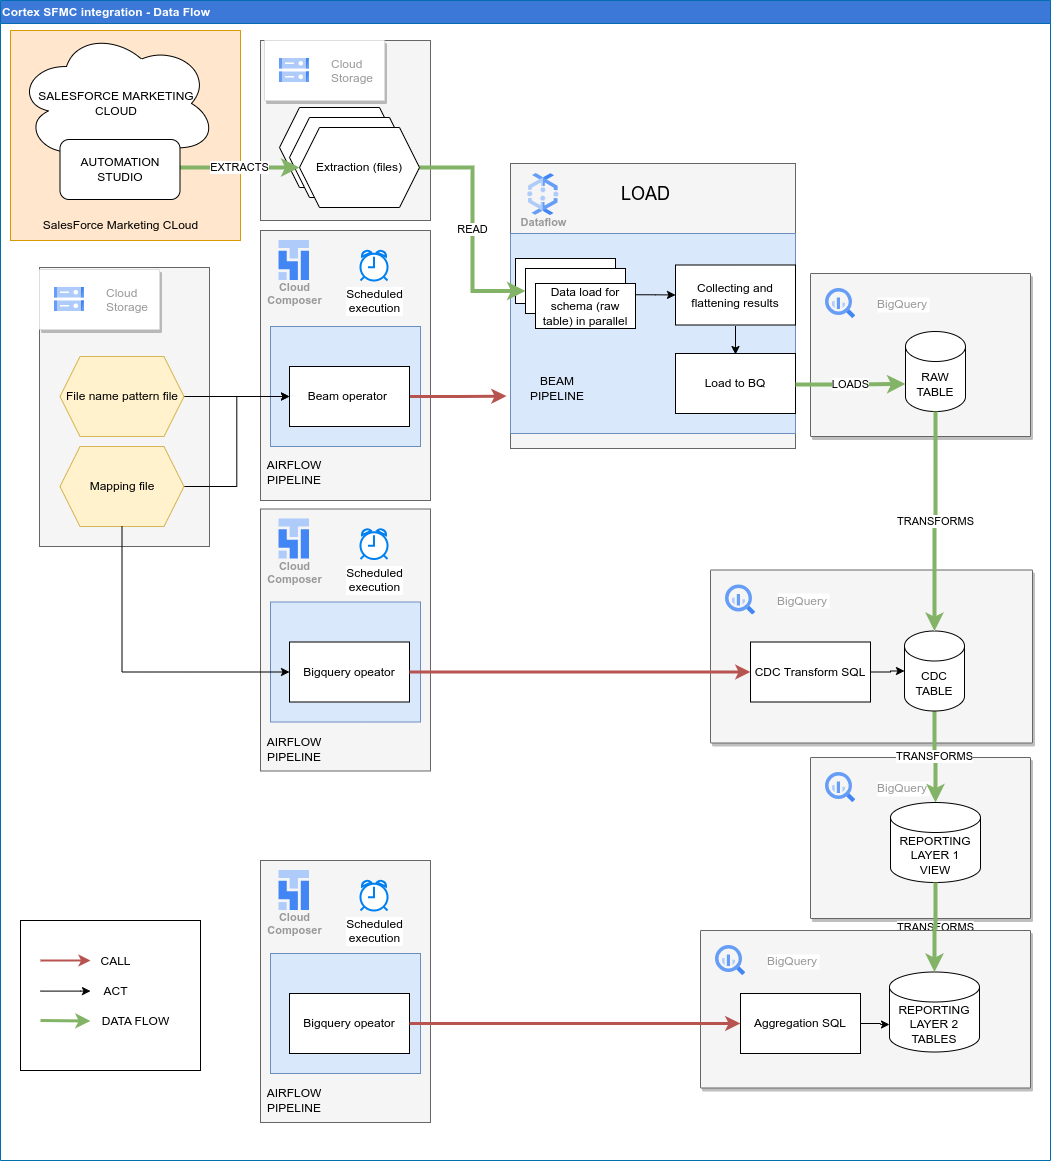 Cortex SFMC integration - Data Flow
SALESFORCE MARKETING
CLOUD
AUTOMATION
STUDIO
SalesForce Marketing CLoud
EXTRACTS
Cloud
Storage
Extraction (files)
READ
Dataflow
LOAD
Data load for
schema (raw
table) in parallel
Collecting and
flattening results
Load to BQ
BEAM
PIPELINE
LOADS
BigQuery
RAW
TABLE
Cloud
Storage
File name pattern file
Mapping file
Cloud
Composer
Scheduled
execution
Beam operator
AIRFLOW
PIPELINE
TRANSFORMS
Cloud
Composer
Scheduled
execution
Bigquery opeator
AIRFLOW
PIPELINE
BigQuery
CDC Transform SQL
CDC
TABLE
TRANSFORMS
BigQuery
REPORTING
LAYER 1
VIEW
TRANSFORMS
Cloud
Composer
Scheduled
execution
Bigquery opeator
AIRFLOW
PIPELINE
BigQuery
Aggregation SQL
REPORTING
LAYER 2
TABLES
CALL
ACT
DATA FLOW